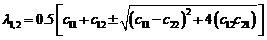 λ₁,₂ = 0.5[c₁₁ + c₁₂ ± √((c₁₁ − c₂₂)² + 4(c₁₂c₂₁))]